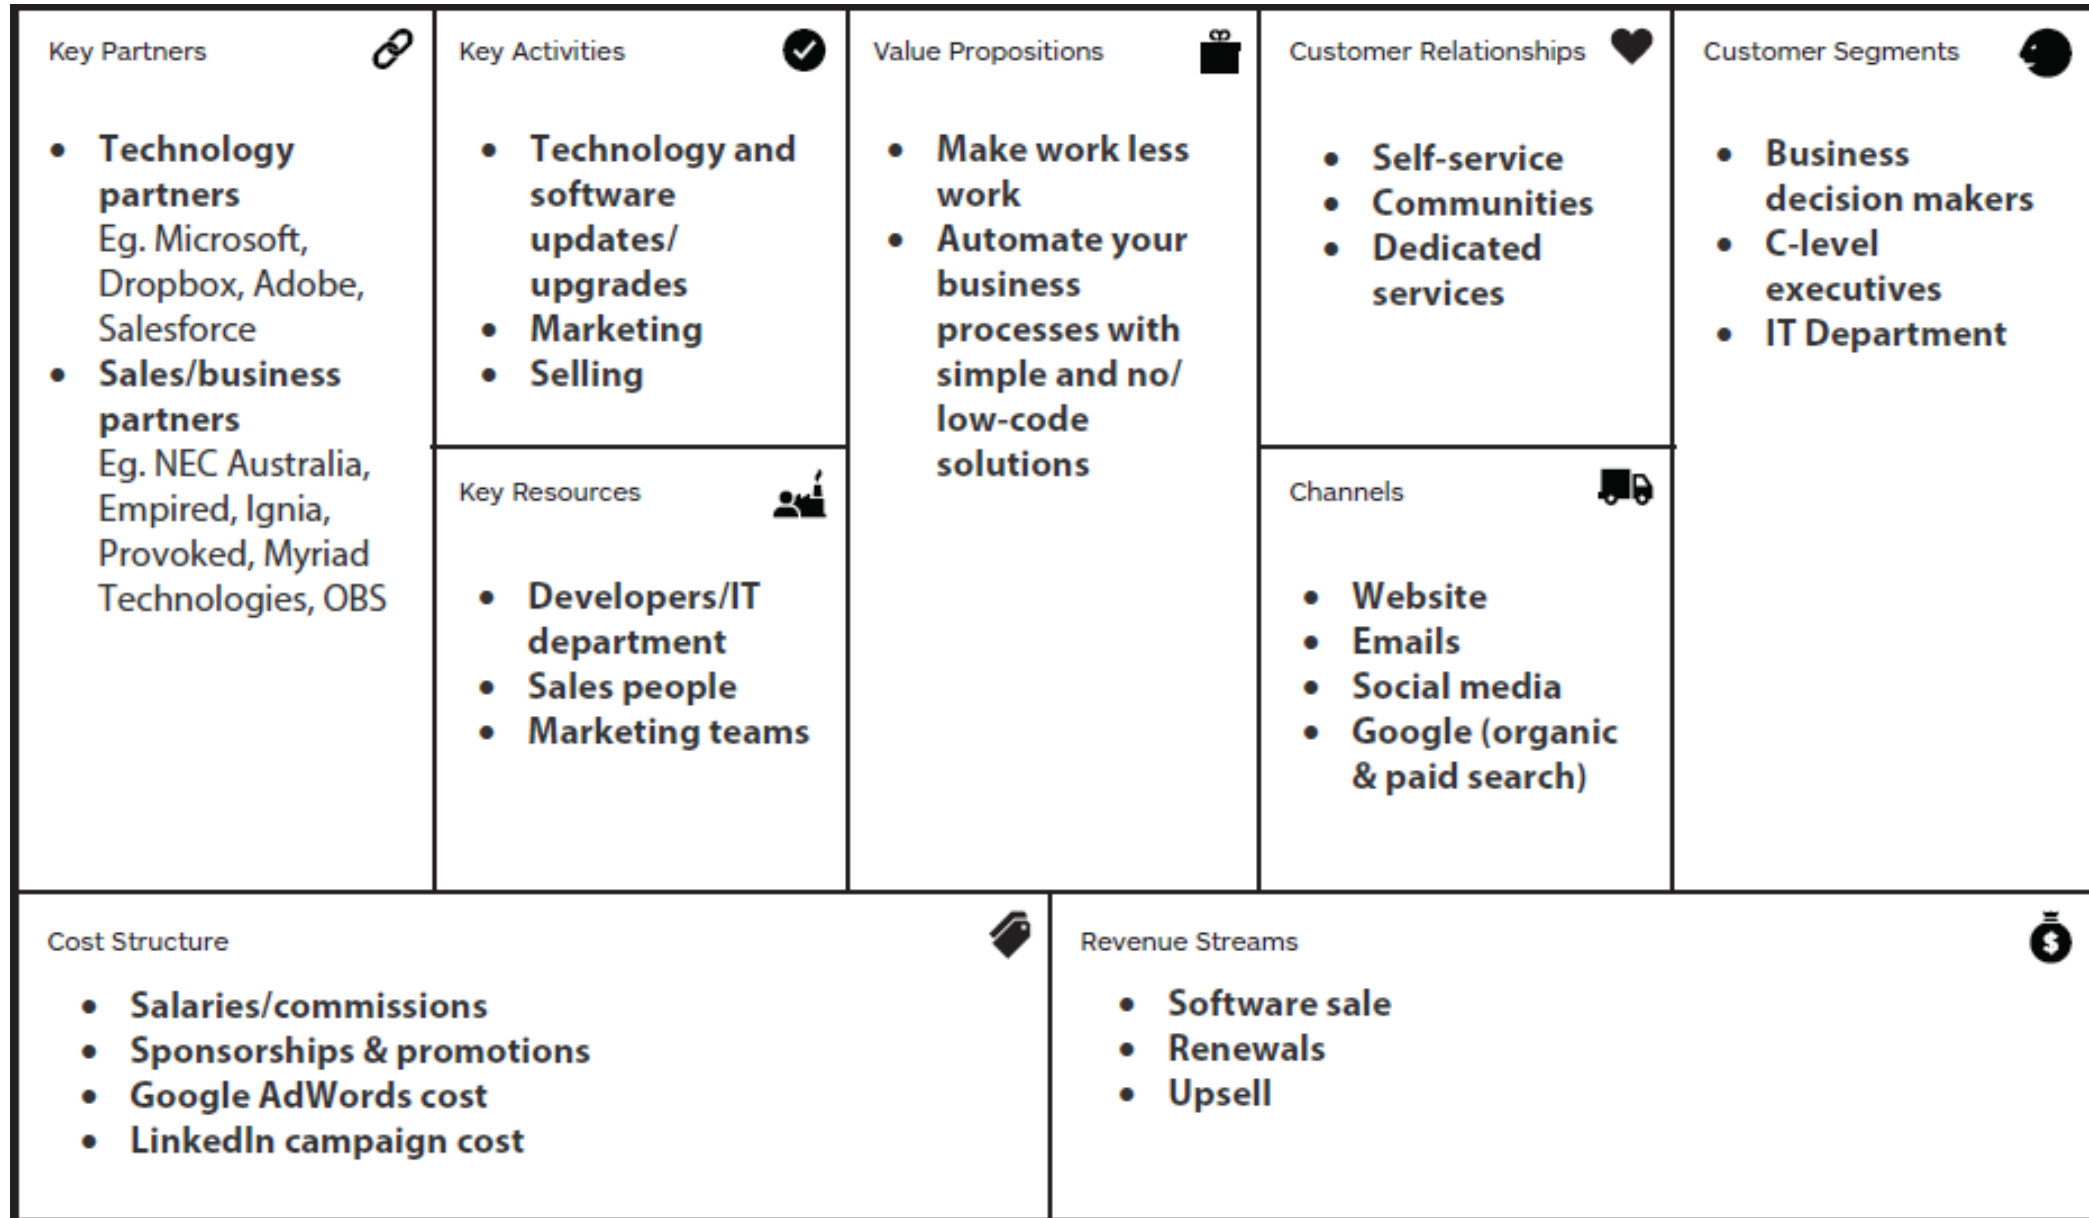 Key Partners
• Technology
partners
Eg. Microsoft,
Dropbox, Adobe,
Salesforce
• Sales/business
partners
Eg. NEC Australia,
Empired, Ignia,
Provoked, Myriad
Technologies, OBS
Key Activities
• Technology and
software
updates/
upgrades
• Marketing
• Selling
Key Resources
• Developers/IT
department
• Sales people
• Marketing teams
Value Propositions
• Make work less
work
• Automate your
business
processes with
simple and no/
low-code
solutions
Customer Relationships
• Self-service
• Communities
• Dedicated
services
Channels
• Website
• Emails
• Social media
• Google (organic
& paid search)
Customer Segments
• Business
decision makers
• C-level
executives
• IT Department
Cost Structure
• Salaries/commissions
• Sponsorships & promotions
• Google AdWords cost
• LinkedIn campaign cost
Revenue Streams
$
• Software sale
• Renewals
• Upsell